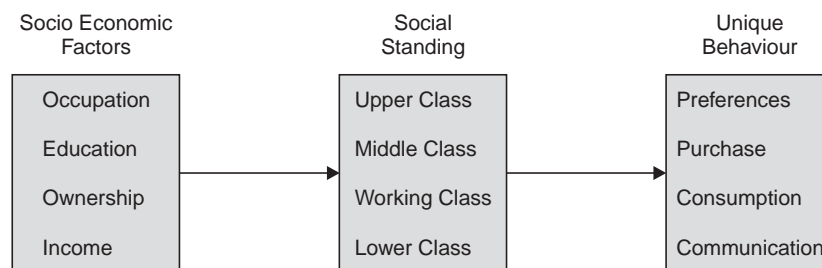 Socio Economic
Factors
Occupation
Education
Ownership
Income
Social
Standing
Upper Class
Middle Class
Working Class
Lower Class
Unique
Behaviour
Preferences
Purchase
Consumption
Communication